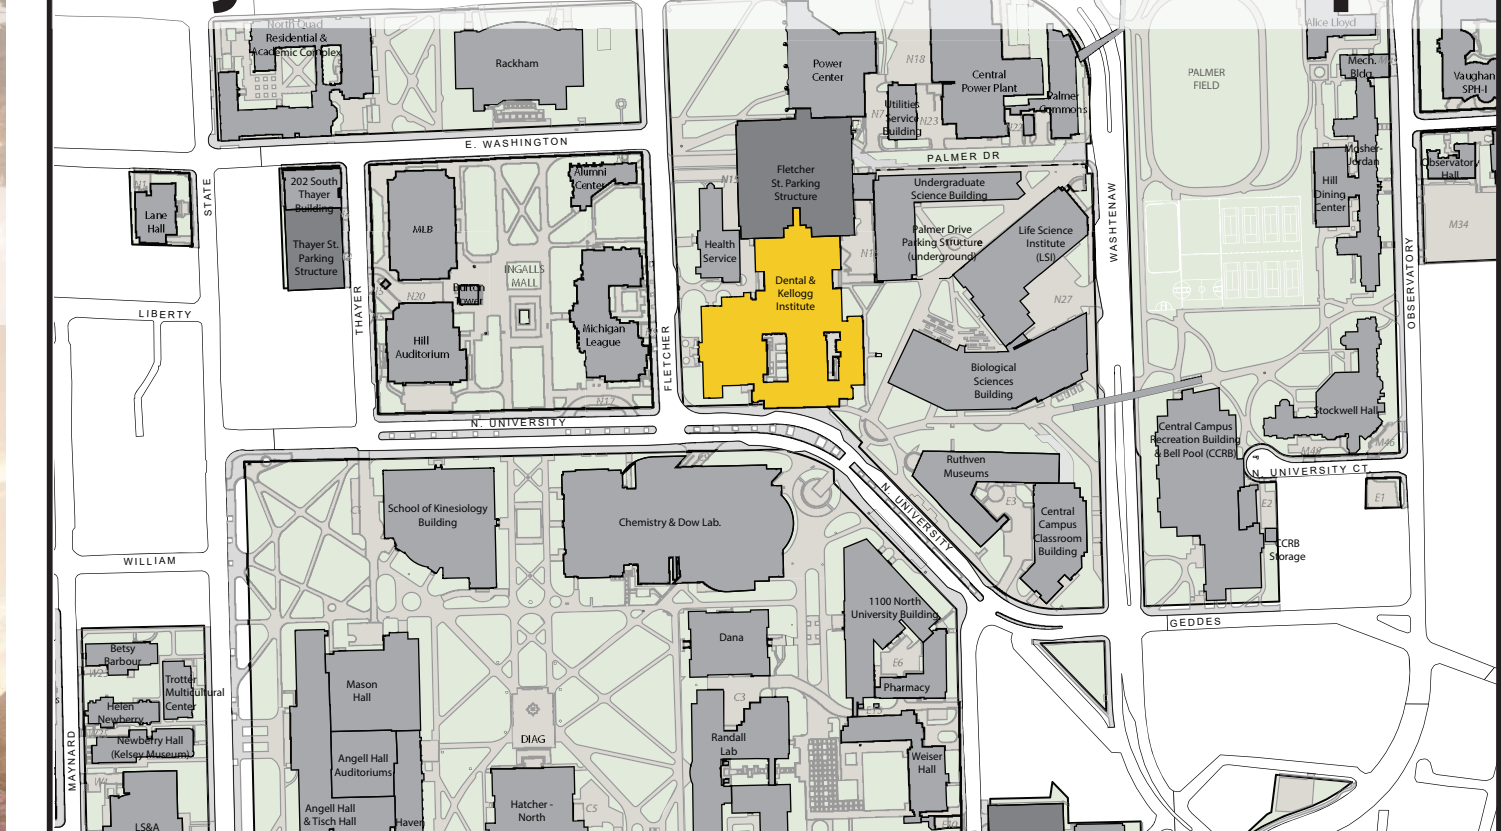 North Quad
Residential &
Academic Complex
Rackham
Power
Center
N18
Central
Power Plant
Palmer
Commons
Utilities
Service
Building
N23
PALMER
FIELD
Alice Lloyd
Mech.
Bldg.
Vaughan
SPH-I
E. WASHINGTON
PALMER DR
Mosher-
Jordan
Observatory
Hall
Hill
Dining
Center
M34
STATE
Lane
Hall
202 South
Thayer
Building
Thayer St.
Parking
Structure
MLB
Alumni
Center
INGALLS
MALL
Burton
Tower
N20
Hill
Auditorium
Michigan
League
N17
Fletcher
St. Parking
Structure
Health
Service
Dental &
Kellogg
Institute
Undergraduate
Science Building
Palmer Drive
Parking Structure
(underground)
Life Science
Institute
(LSI)
N27
Biological
Sciences
Building
WASHTENAW
OBSERVATORY
LIBERTY
THAYER
FLETCHER
N. UNIVERSITY
Stockwell Hall
M46
Central Campus
Recreation Building
& Bell Pool (CCRB)
N. UNIVERSITY CT.
E1
E2
CCRB
Storage
Ruthven
Museums
E3
Central
Campus
Classroom
Building
N. UNIVERSITY
School of Kinesiology
Building
Chemistry & Dow Lab.
WILLIAM
GEDDES
1100 North
University Building
E6
Pharmacy
Dana
C3
Randall
Lab
Weiser
Hall
Betsy
Barbour
Trotter
Multicultural
Center
Helen
Newberry
Newberry Hall
(Kelsey Museum)
MAYNARD
W4
LS&A
Mason
Hall
Angell Hall
Auditoriums
Angell Hall
& Tisch Hall
Haven
DIAG
Hatcher -
North
C5